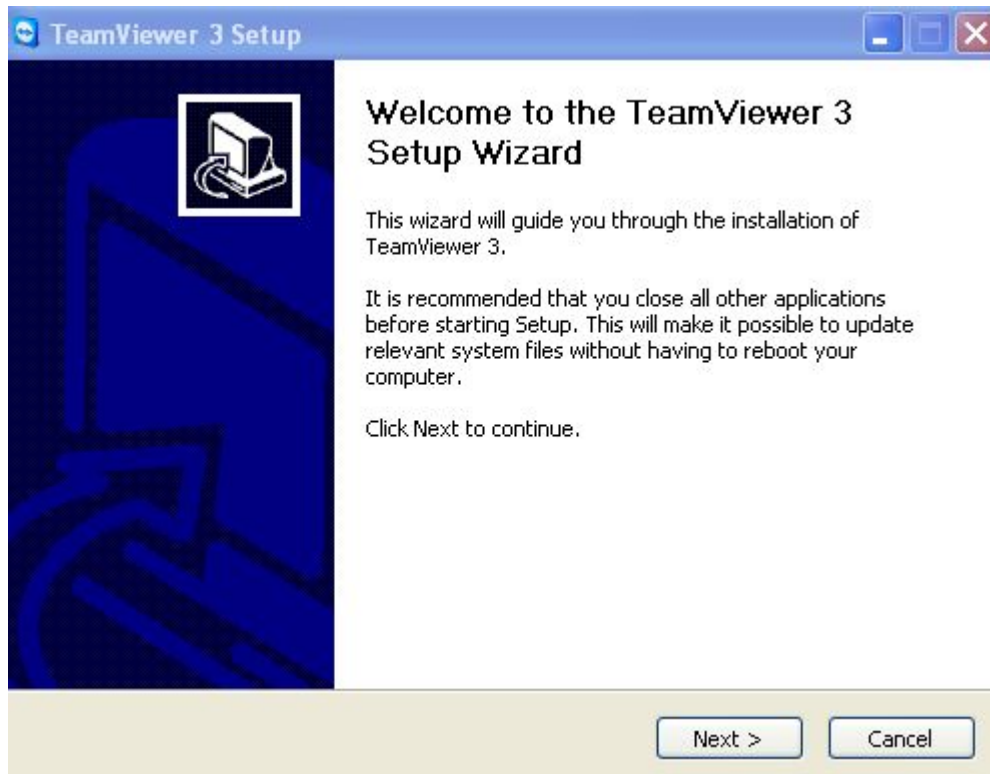 TeamViewer 3 Setup
Welcome to the TeamViewer 3
Setup Wizard
This wizard will guide you through the installation of
TeamViewer 3.
It is recommended that you close all other applications
before starting Setup. This will make it possible to update
relevant system files without having to reboot your
computer.
Click Next to continue.
Next >
Cancel